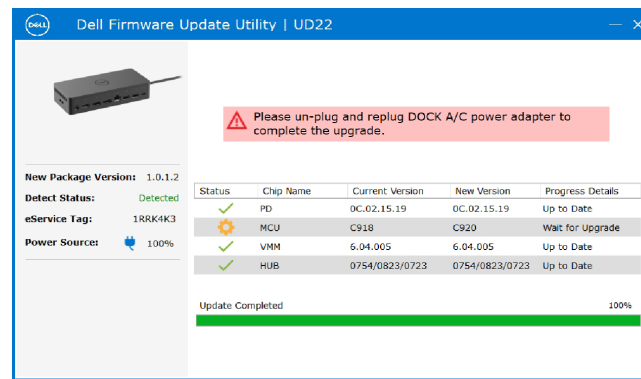 DELL
Dell Firmware Update Utility | UD22
Please un-plug and replug DOCK A/C power adapter to
complete the upgrade.
New Package Version: 1.0.1.2
Detect Status: Detected
eService Tag: 1RRK4K3
Power Source: 100%
Status Chip Name Current Version New Version Progress Details
PD 0C.02.15.19 0C.02.15.19 Up to Date
MCU C918 C920 Wait for Upgrade
VMM 6.04.005 6.04.005 Up to Date
HUB 0754/0823/0723 0754/0823/0723 Up to Date
Update Completed 100%